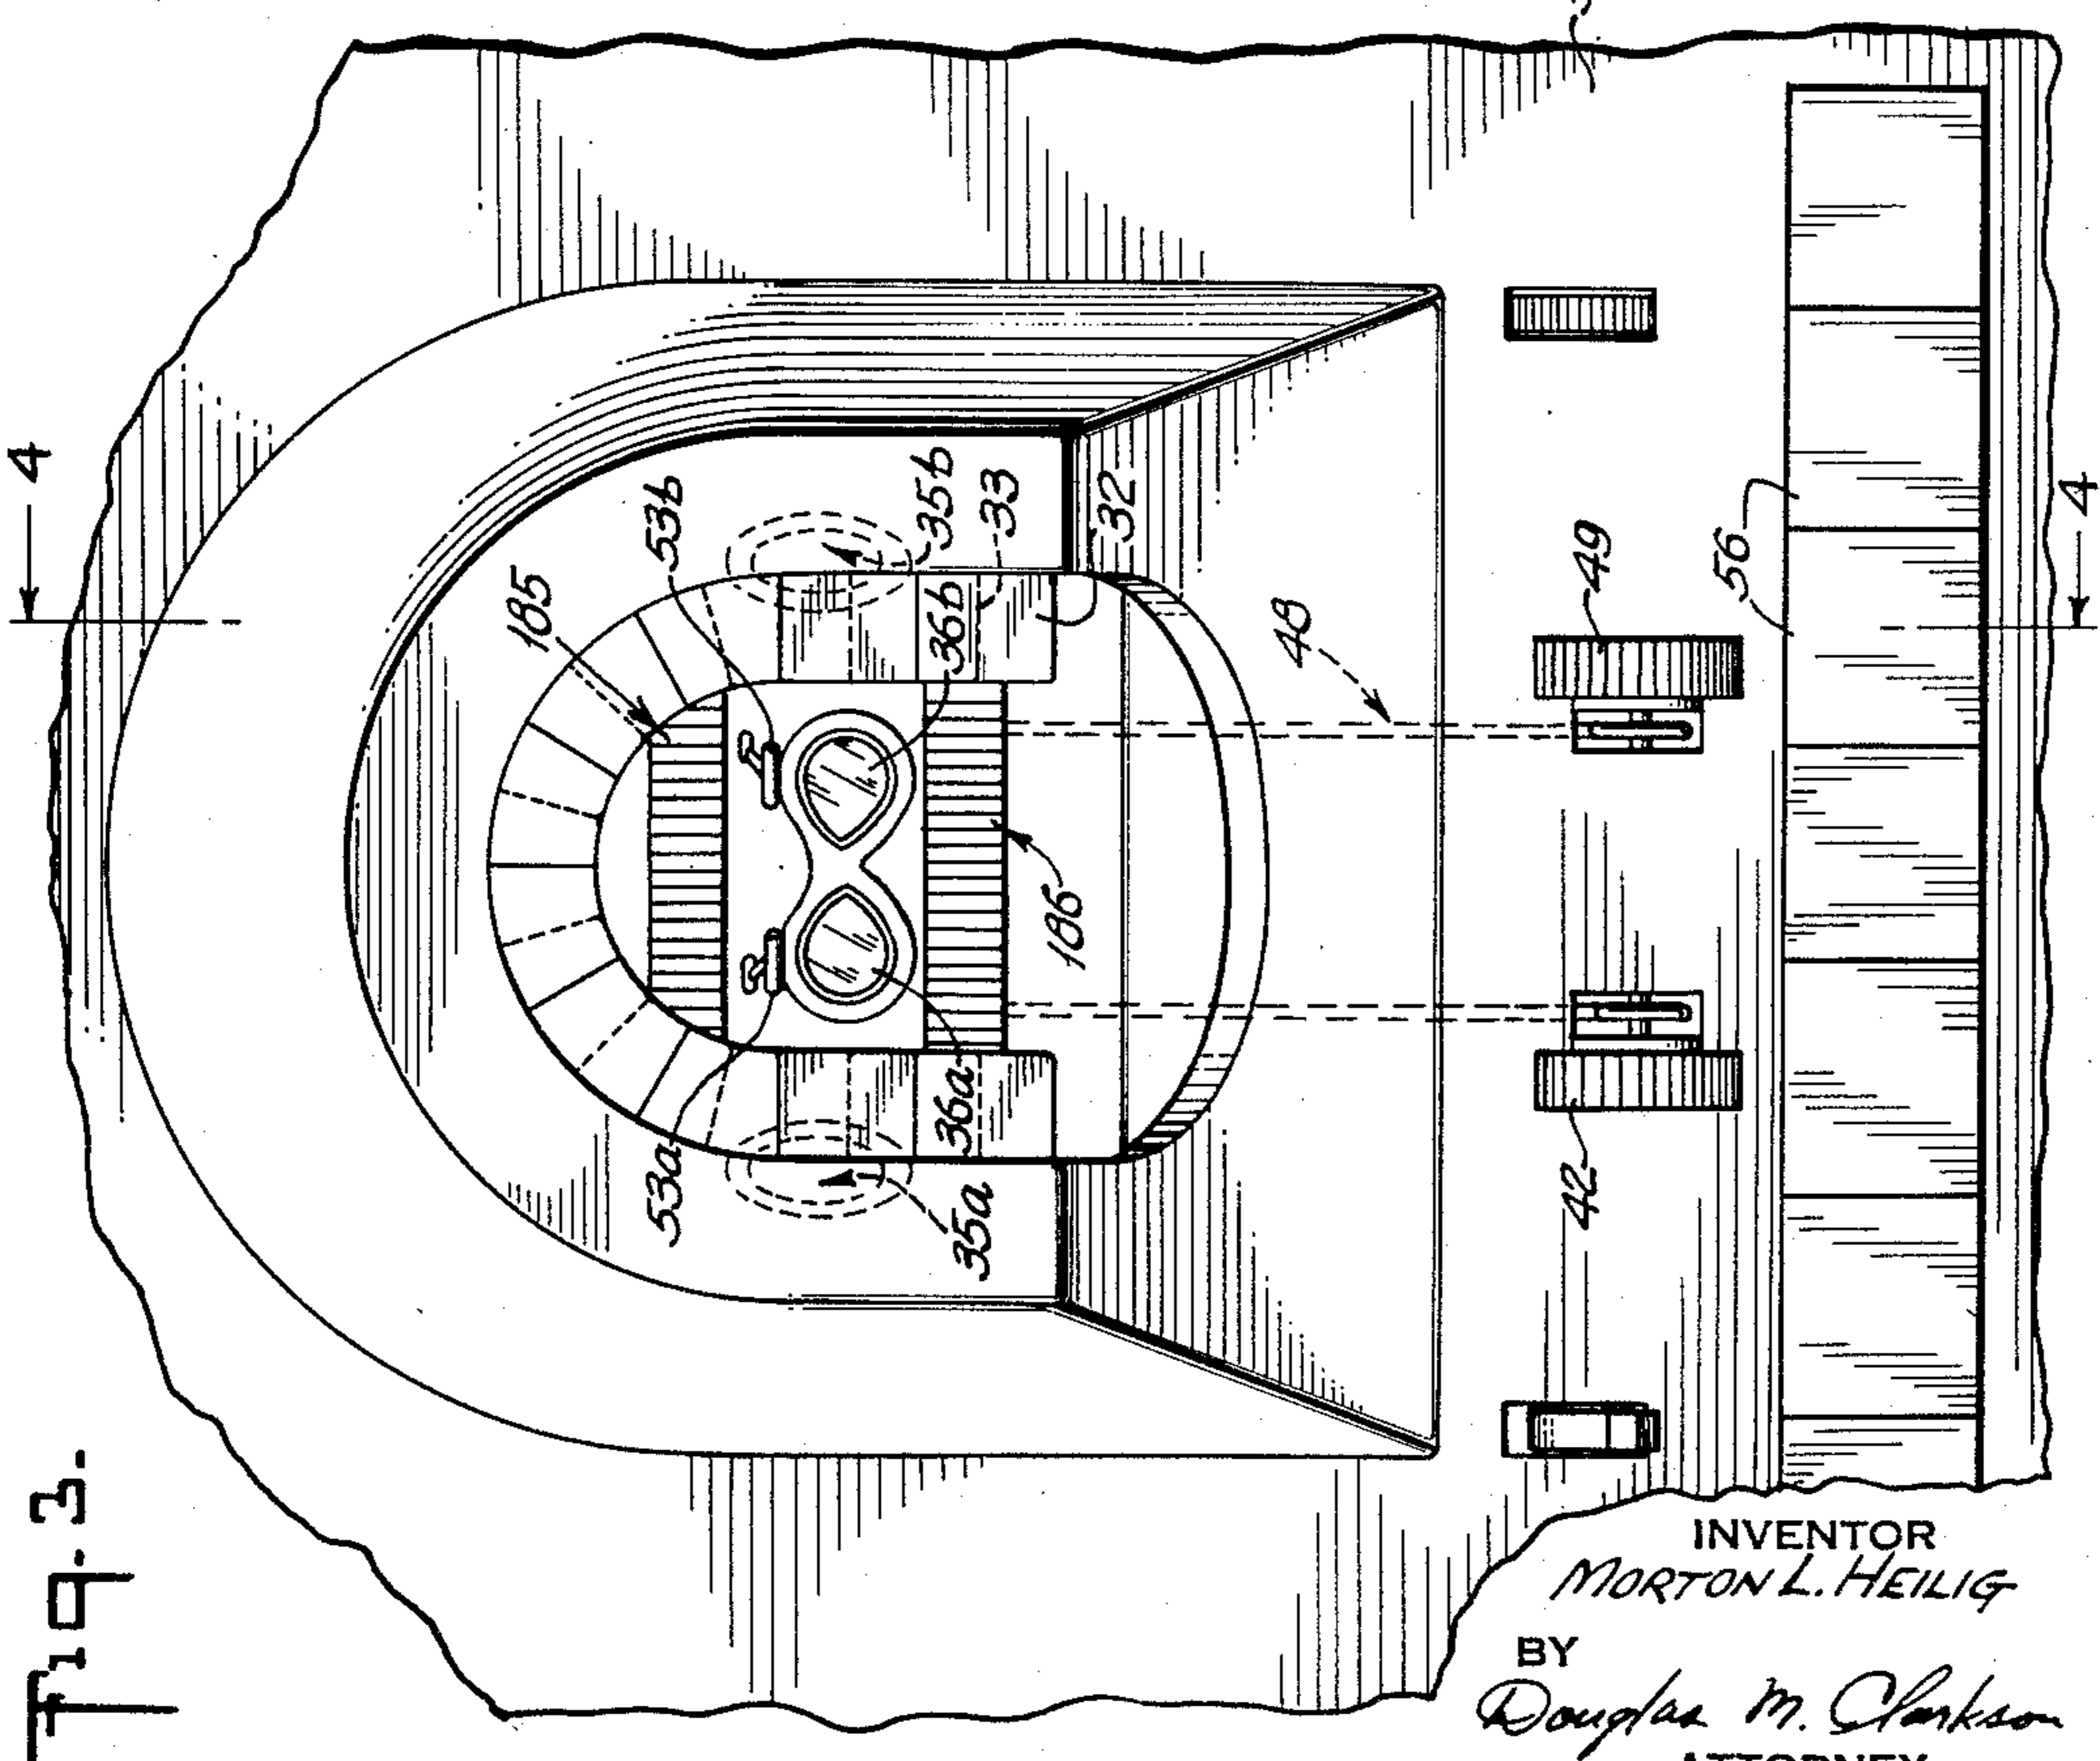 Fig. 3.
4
4
185
53b
35b
33
32
36b
48
49
56
186
53a
36a
35a
42
INVENTOR
MORTON L. HEILIG
BY
Douglas M. Clarkson
ATTORNEY